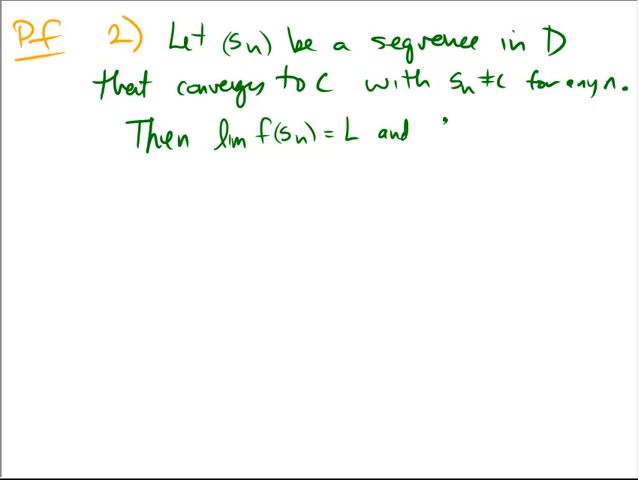 Pf 2) Let (sn) be a sequence in D
that converges to C with sn ≠ c for any n.
Then lim f(sn) = L and